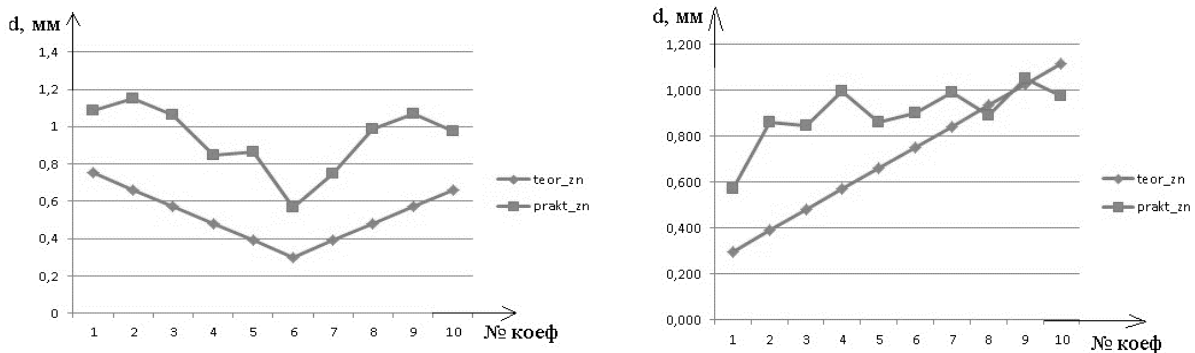 d, мм
1,4
1,2
1
0,8
0,6
0,4
0,2
0
1 2 3 4 5 6 7 8 9 10
№ коеф
teor_zn
prakt_zn
d, мм
1,200
1,000
0,800
0,600
0,400
0,200
0,000
1 2 3 4 5 6 7 8 9 10
№ коеф
teor_zn
prakt_zn